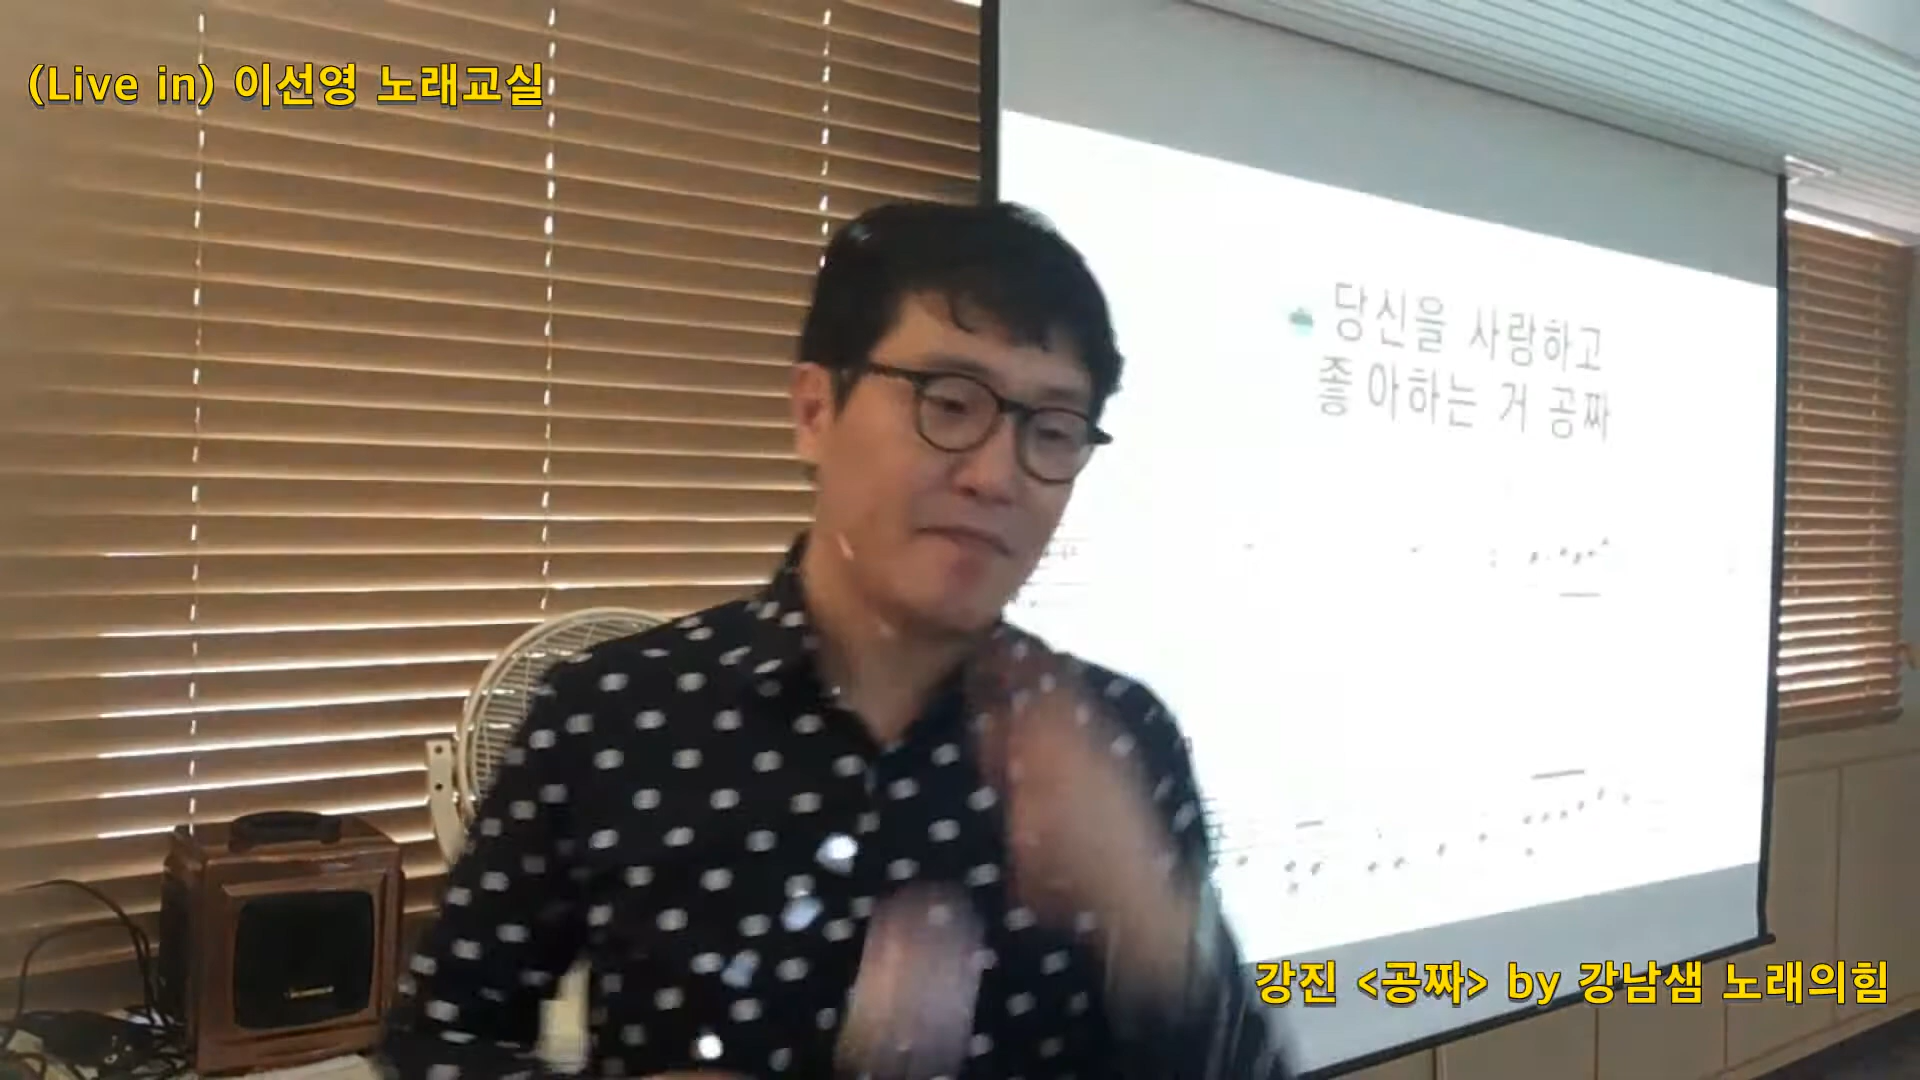 (Live in) 이선영 노래교실
당신을 사랑하고
좋아하는 거 공짜
강진 <공짜> by 강남샘 노래의힘